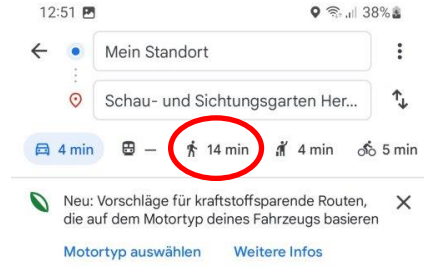 12:51 38%
Mein Standort
Schau- und Sichtungsgarten Her...
4 min — 14 min 4 min 5 min
Neu: Vorschläge für kraftstoffsparende Routen,
die auf dem Motortyp deines Fahrzeugs basieren
Motortyp auswählen Weitere Infos